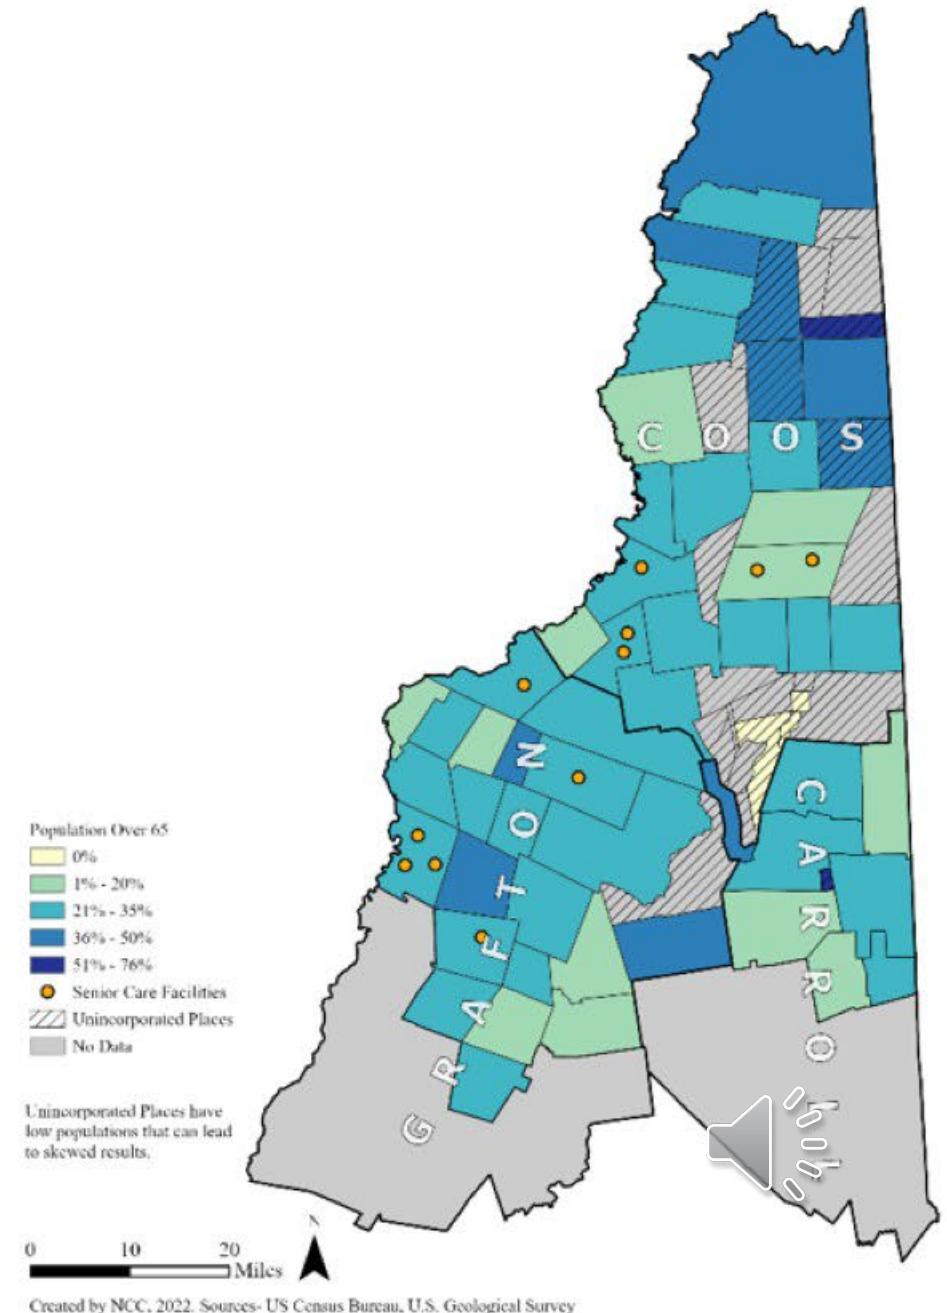 COOS
CARROLL
GRAFTON
Population Over 65
0%
1% - 20%
21% - 35%
36% - 50%
51% - 76%
Senior Care Facilities
Unincorporated Places
No Data
Unincorporated Places have
low populations that can lead
to skewed results.
N
0 10 20
Miles
Created by NCC, 2022. Sources- US Census Bureau, U.S. Geological Survey